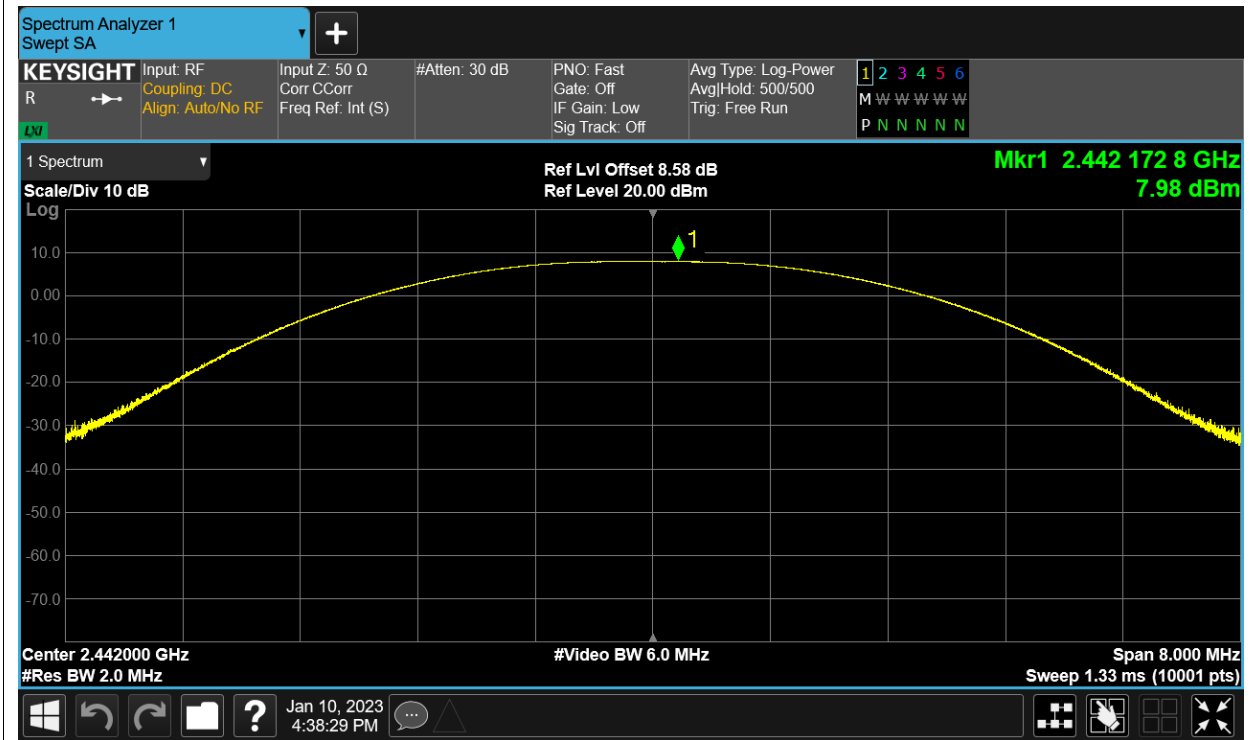 Spectrum Analyzer 1
Swept SA
KEYSIGHT
R
LXI
Input: RF
Coupling: DC
Align: Auto/No RF
Input Z: 50 Ω
Corr CCorr
Freq Ref: Int (S)
#Atten: 30 dB
PNO: Fast
Gate: Off
IF Gain: Low
Sig Track: Off
Avg Type: Log-Power
Avg|Hold: 500/500
Trig: Free Run
1 2 3 4 5 6
M W W W W W
P N N N N N
1 Spectrum
Scale/Div 10 dB
Log
Ref Lvl Offset 8.58 dB
Ref Level 20.00 dBm
Mkr1 2.442 172 8 GHz
7.98 dBm
1
10.0
0.00
-10.0
-20.0
-30.0
-40.0
-50.0
-60.0
-70.0
Center 2.442000 GHz
#Res BW 2.0 MHz
#Video BW 6.0 MHz
Span 8.000 MHz
Sweep 1.33 ms (10001 pts)
?
Jan 10, 2023
4:38:29 PM